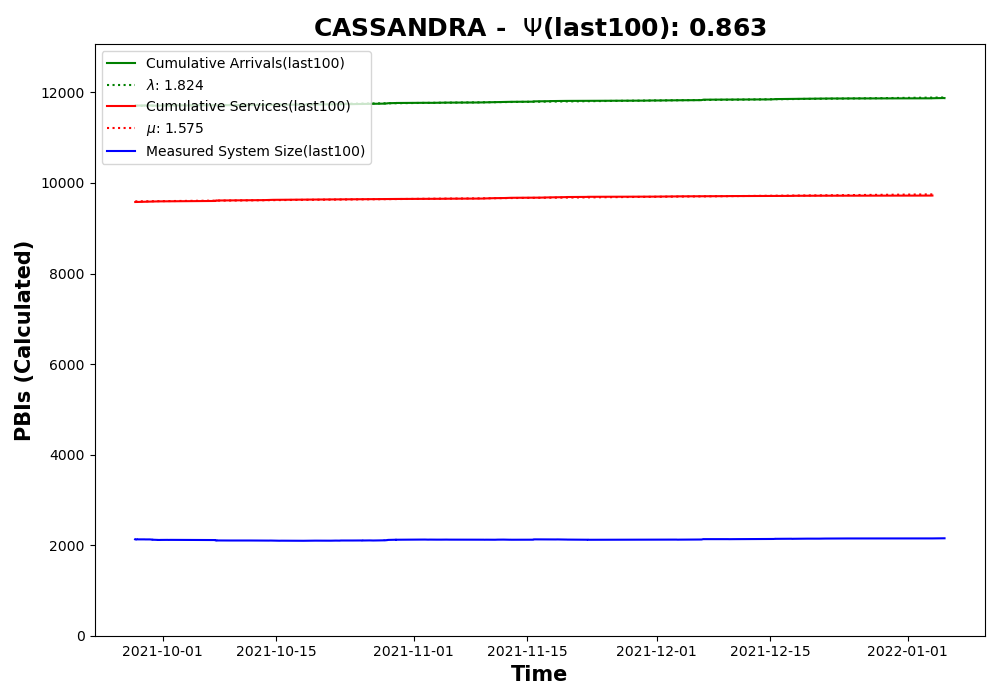 CASSANDRA - Ψ(last100): 0.863
Cumulative Arrivals(last100)
λ: 1.824
Cumulative Services(last100)
μ: 1.575
Measured System Size(last100)
PBIs (Calculated)
12000
10000
8000
6000
4000
2000
0
2021-10-01 2021-10-15 2021-11-01 2021-11-15 2021-12-01 2021-12-15 2022-01-01
Time